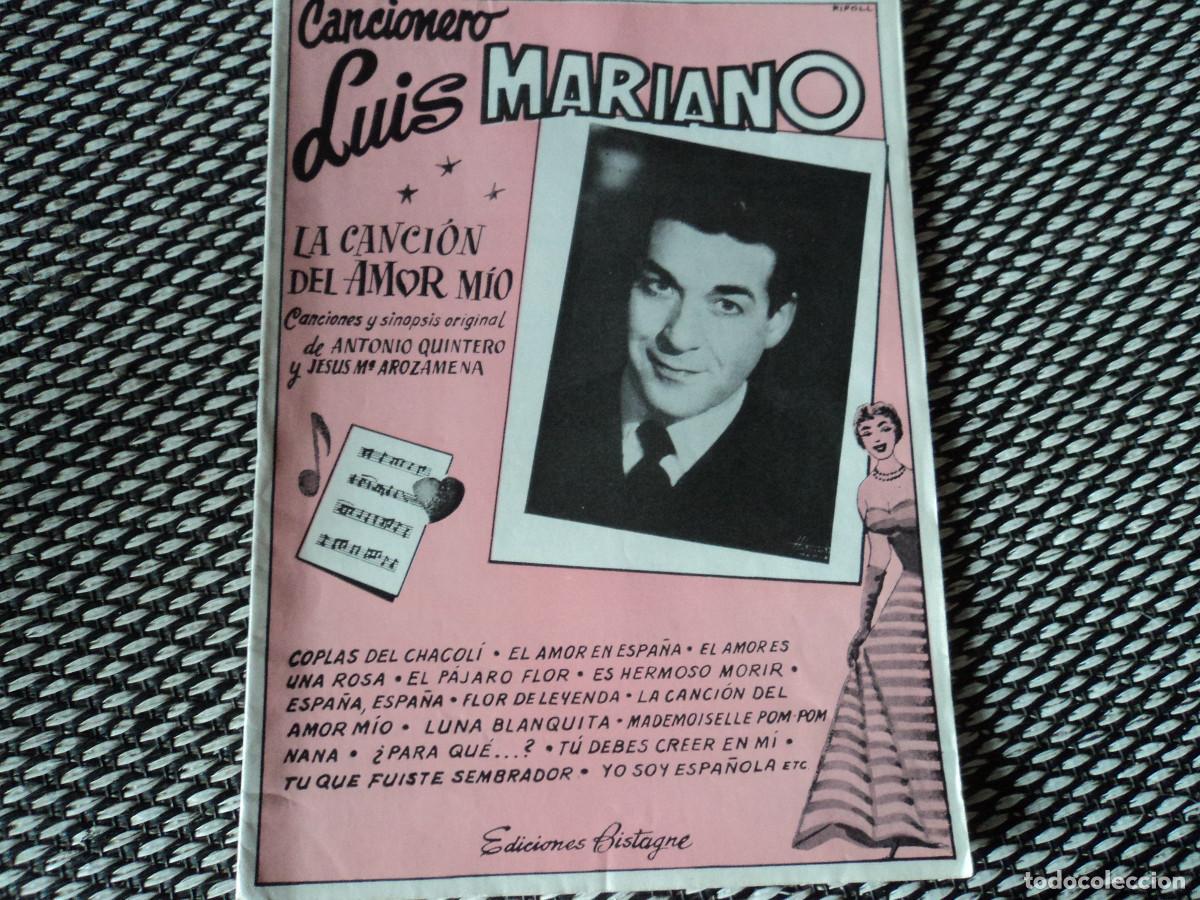 RIPOLL
Cancionero
Luis MARIANO
LA CANCIÓN
DEL AMOR MÍO
Canciones y sinopsis original
de ANTONIO QUINTERO
y JESUS Mª AROZAMENA
COPLAS DEL CHACOLÍ • EL AMOR EN ESPAÑA • EL AMOR ES
UNA ROSA • EL PÁJARO FLOR • ES HERMOSO MORIR •
ESPAÑA, ESPAÑA • FLOR DE LEYENDA • LA CANCIÓN DEL
AMOR MÍO • LUNA BLANQUITA • MADEMOISELLE POM-POM
NANA • ¿PARA QUÉ...? • TÚ DEBES CREER EN MÍ •
TU QUE FUISTE SEMBRADOR • YO SOY ESPAÑOLA ETC.
Ediciones Bistagne
todocoleccion